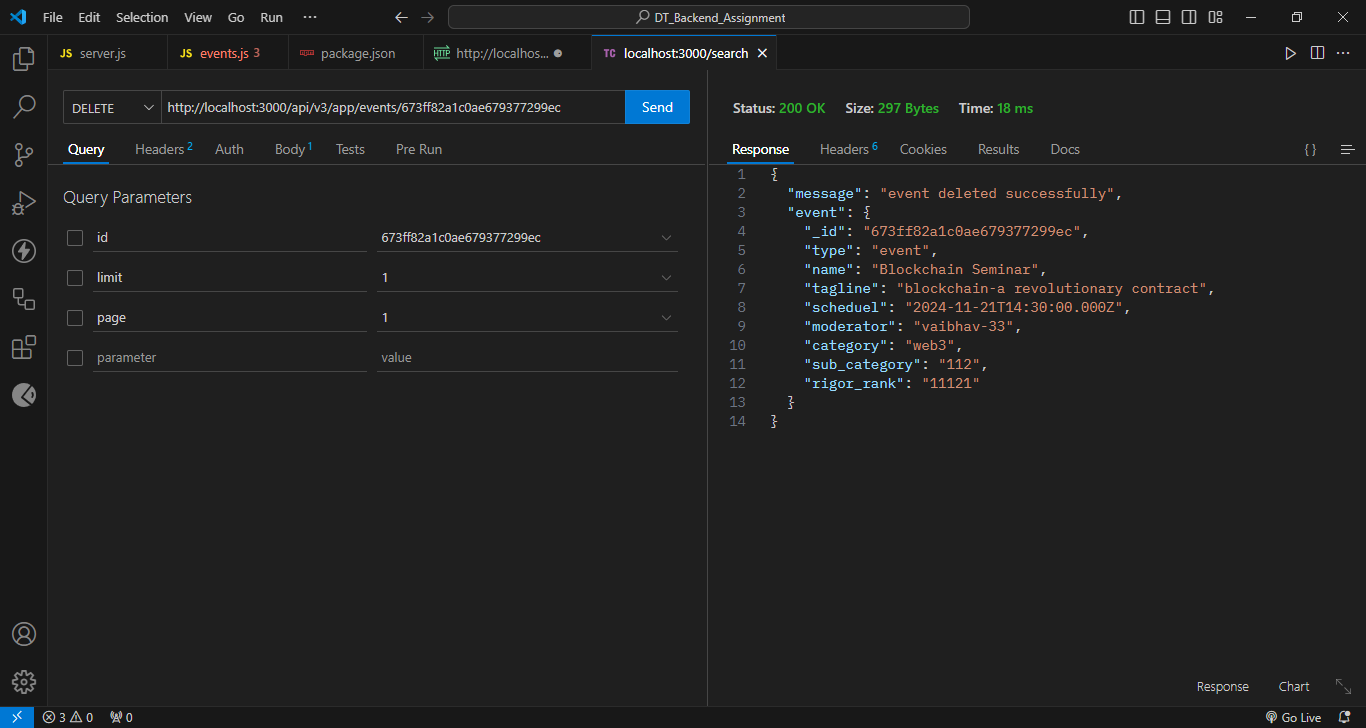 File Edit Selection View Go Run ··· DT_Backend_Assignment
JS server.js JS events.js 3 npm package.json HTTP http://localhos... TC localhost:3000/search
DELETE http://localhost:3000/api/v3/app/events/673ff82a1c0ae679377299ec Send
Query Headers 2 Auth Body 1 Tests Pre Run
Query Parameters
id 673ff82a1c0ae679377299ec
limit 1
page 1
parameter value
Status: 200 OK Size: 297 Bytes Time: 18 ms
Response Headers 6 Cookies Results Docs { }
1 {
2 "message": "event deleted successfully",
3 "event": {
4 "_id": "673ff82a1c0ae679377299ec",
5 "type": "event",
6 "name": "Blockchain Seminar",
7 "tagline": "blockchain-a revolutionary contract",
8 "scheduel": "2024-11-21T14:30:00.000Z",
9 "moderator": "vaibhav-33",
10 "category": "web3",
11 "sub_category": "112",
12 "rigor_rank": "11121"
13 }
14 }
Response Chart
3 0 0 Go Live